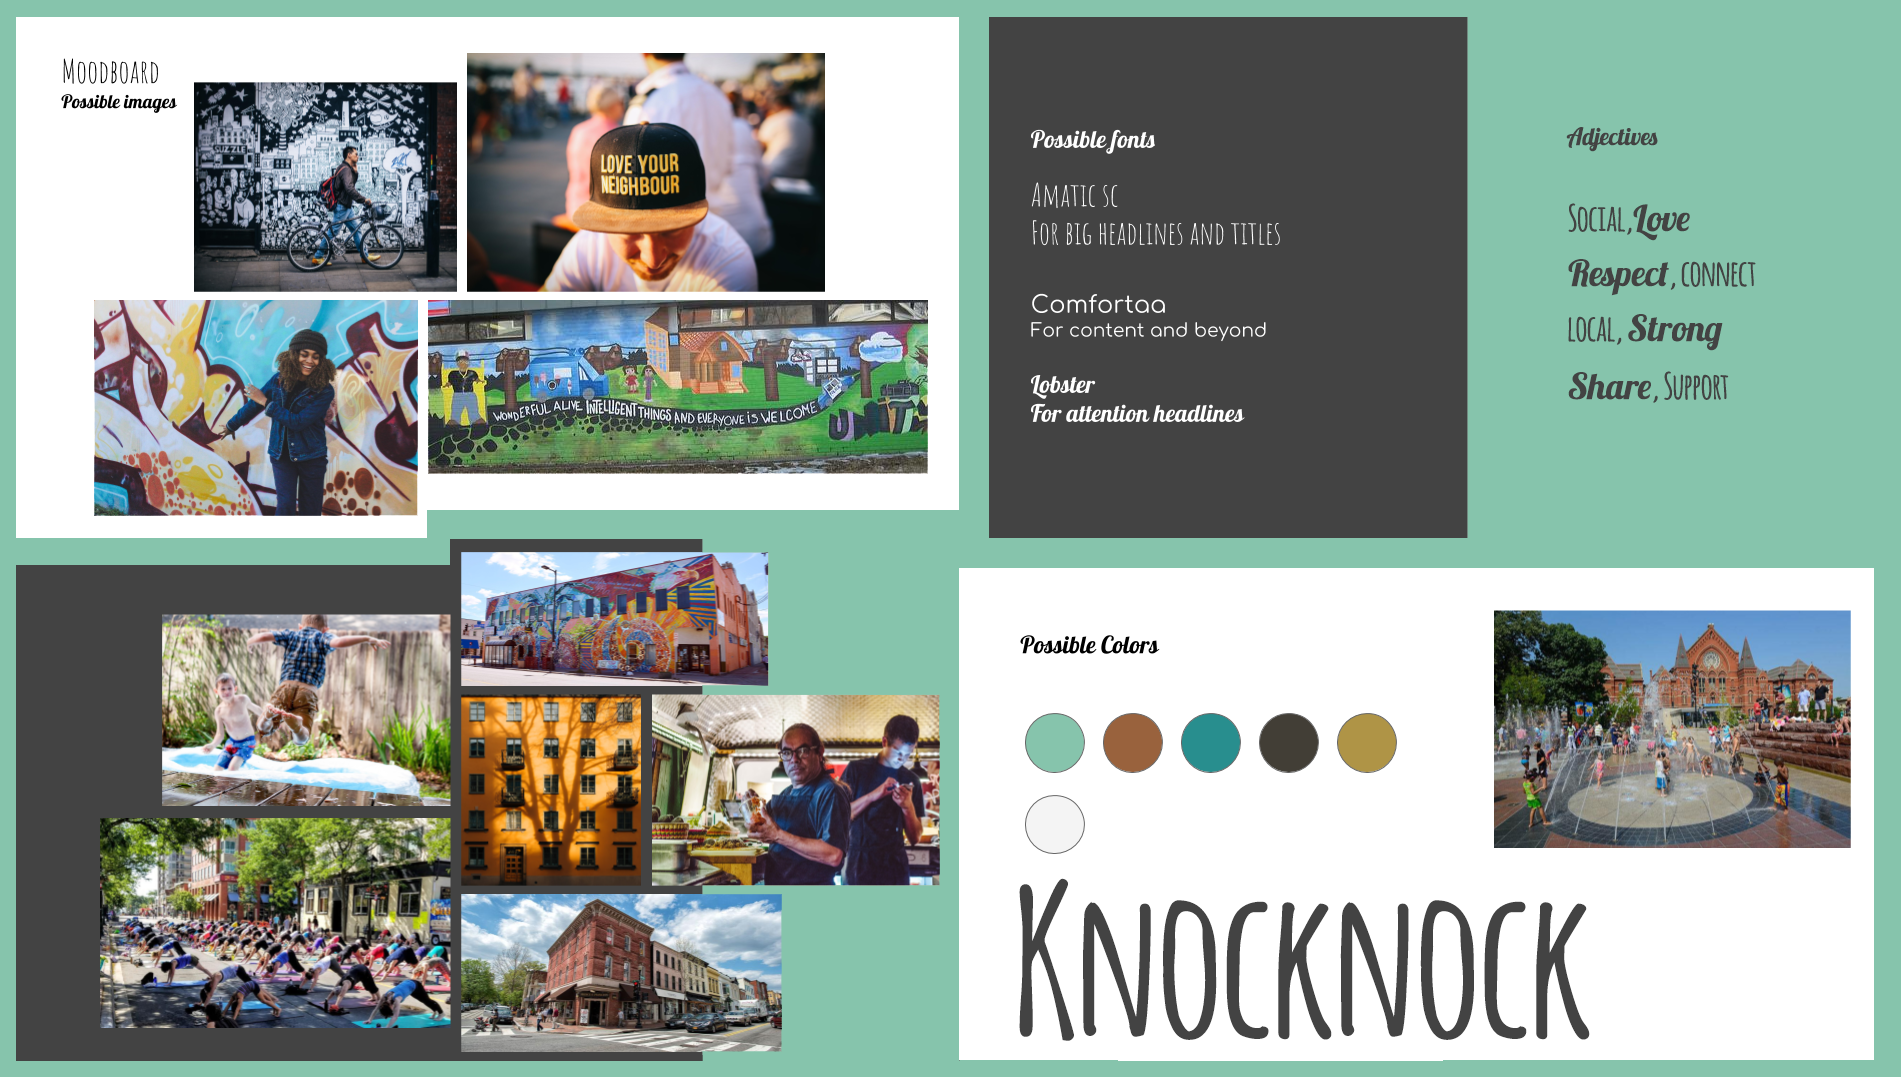 Moodboard
Possible images
LOVE YOUR
NEIGHBOUR
WONDERFUL ALIVE INTELLIGENT THINGS AND EVERYONE IS WELCOME
UNITY
Possible fonts
Amatic SC
For big headlines and titles
Comfortaa
For content and beyond
Lobster
For attention headlines
Adjectives
Social, Love
Respect, connect
local, Strong
Share, Support
Possible Colors
Knocknock